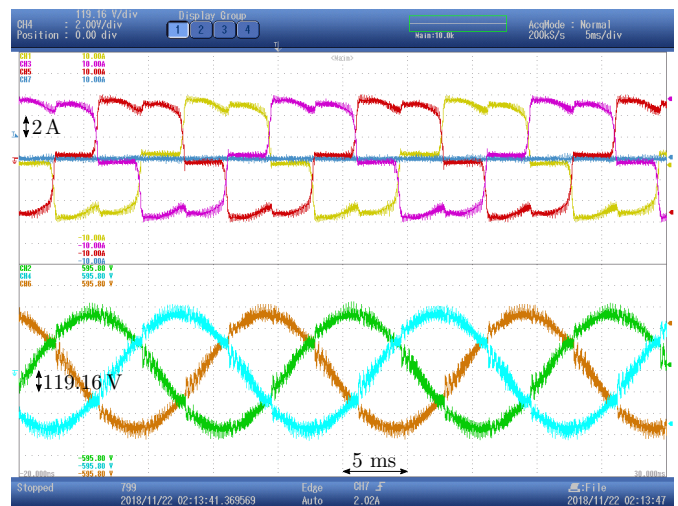 119.16 V/div
CH4 : 2.00V/div
Position : 0.00 div
Display Group
1 2 3 4
Main:10.0k
AcqMode : Normal
200kS/s 5ms/div
<Main>
CH1 10.00A
CH3 10.00A
CH5 10.00A
CH7 10.00A
2 A
-10.00A
-10.00A
-10.00A
-10.00A
CH2 595.80 V
CH4 595.80 V
CH6 595.80 V
119.16 V
-595.80 V
-595.80 V
-595.80 V
5 ms
-20.000ms
30.000ms
Stopped 799
2018/11/22 02:13:41.369569
Edge CH7
Auto 2.02A
:File
2018/11/22 02:13:47